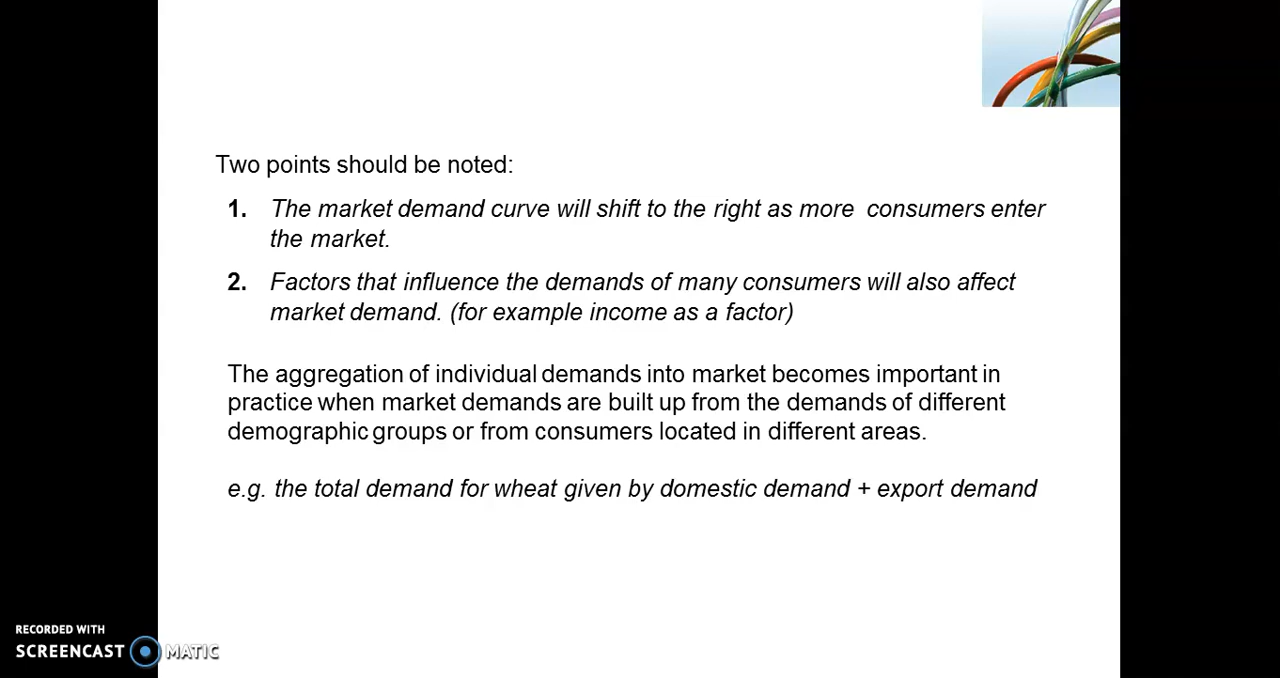 Two points should be noted:
1. The market demand curve will shift to the right as more consumers enter
the market.
2. Factors that influence the demands of many consumers will also affect
market demand. (for example income as a factor)
The aggregation of individual demands into market becomes important in
practice when market demands are built up from the demands of different
demographic groups or from consumers located in different areas.
e.g. the total demand for wheat given by domestic demand + export demand
RECORDED WITH
SCREENCAST MATIC